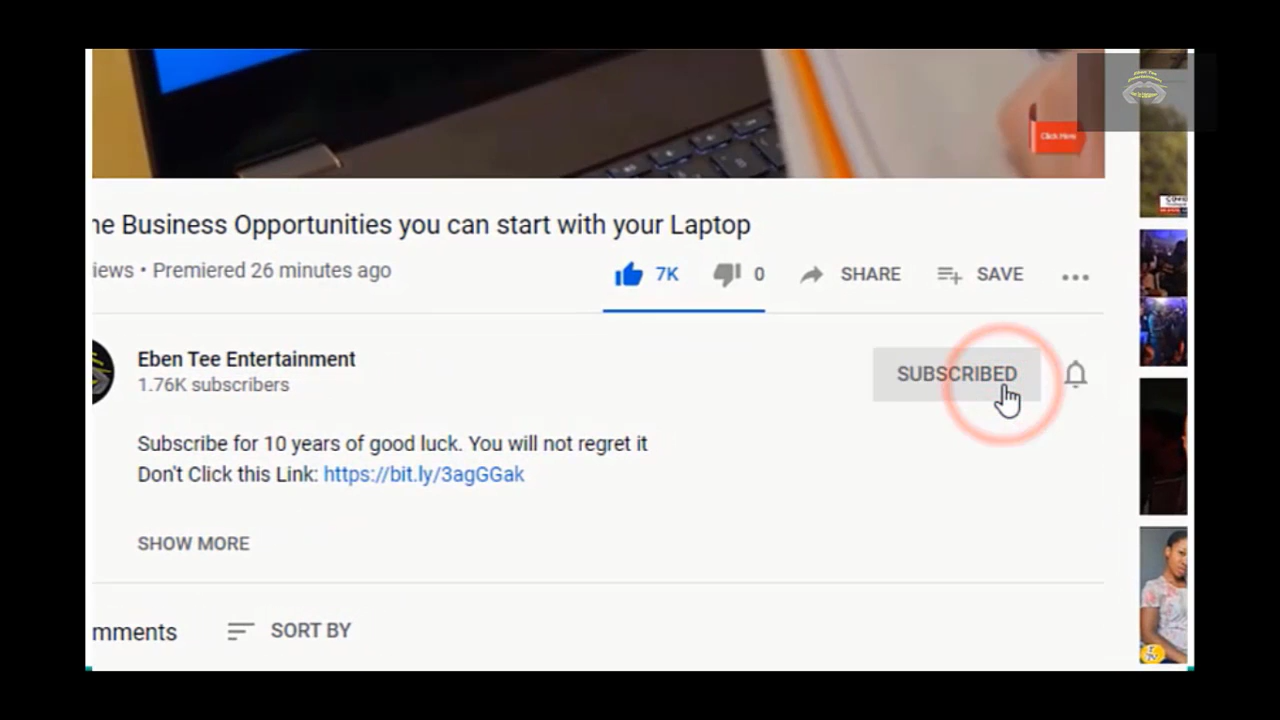 Click Here
ne Business Opportunities you can start with your Laptop
iews • Premiered 26 minutes ago
7K 0 SHARE SAVE
Eben Tee Entertainment
1.76K subscribers
SUBSCRIBED
Subscribe for 10 years of good luck. You will not regret it
Don't Click this Link: https://bit.ly/3agGGak
SHOW MORE
mments SORT BY